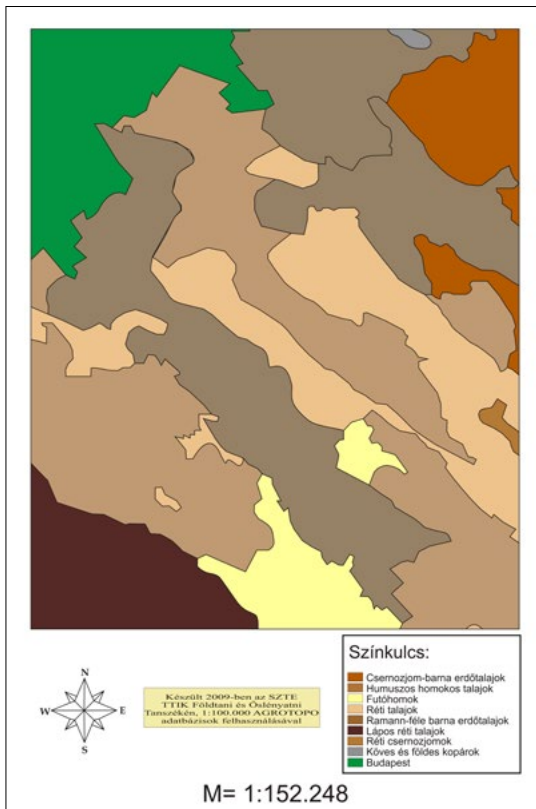 Színkulcs:
Csernozjom-barna erdőtalajok
Humuszos homokos talajok
Futóhomok
Réti talajok
Ramann-féle barna erdőtalajok
Lápos réti talajok
Réti csernozjomok
Köves és földes kopárok
Budapest
N
W E
S
Készült 2009-ben az SZTE
TTIK Földtani és Őslénytani
Tanszékén, 1:100.000 AGROTOPO
adatbázisok felhasználásával
M= 1:152.248